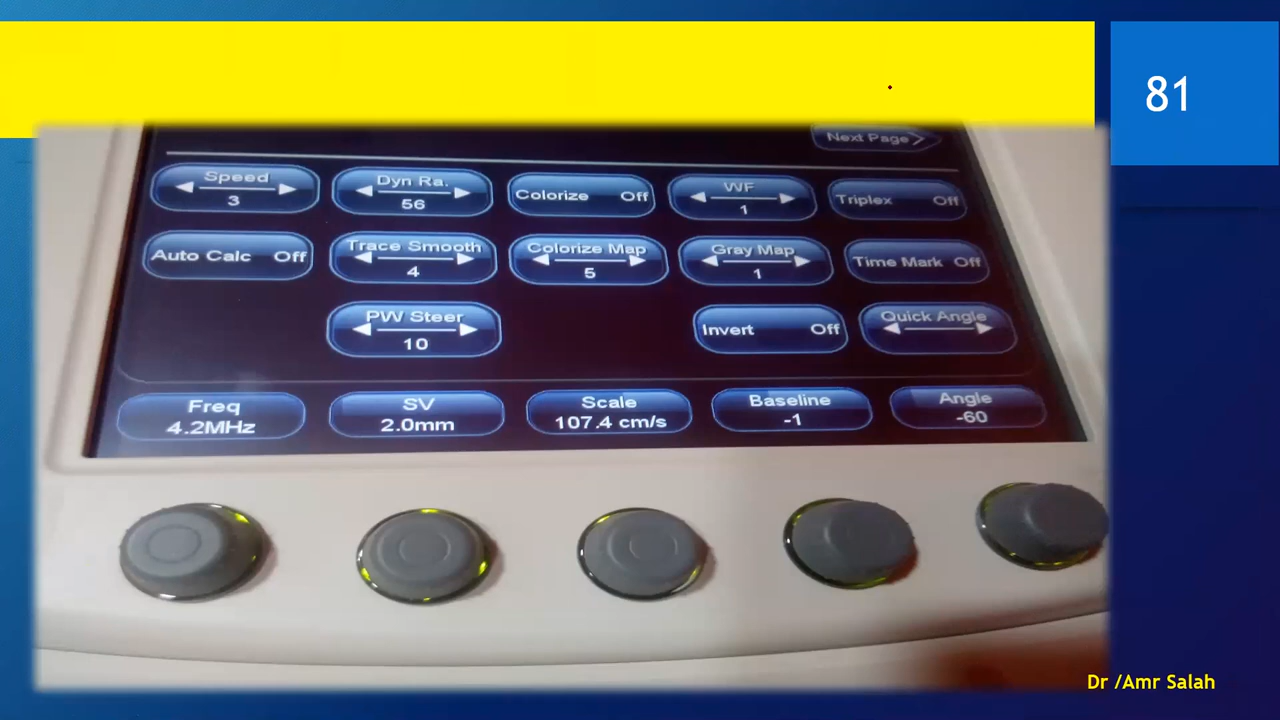 81
Next Page
Speed
3
Dyn Ra.
56
Colorize Off
WF
1
Triplex Off
Auto Calc Off
Trace Smooth
4
Colorize Map
5
Gray Map
1
Time Mark Off
PW Steer
10
Invert Off
Quick Angle
Freq
4.2MHz
SV
2.0mm
Scale
107.4 cm/s
Baseline
-1
Angle
-60
Dr /Amr Salah